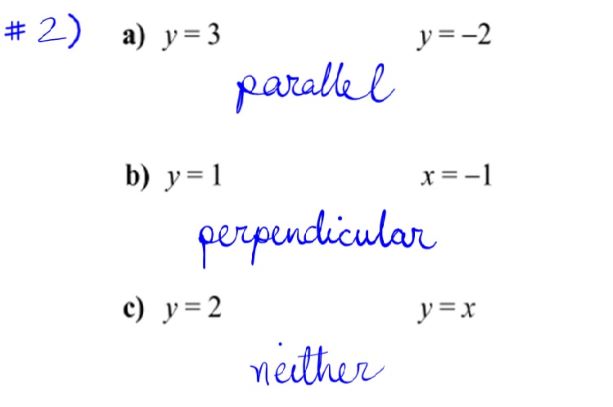 # 2) a) y = 3 y = –2
parallel
b) y = 1 x = –1
perpendicular
c) y = 2 y = x
neither